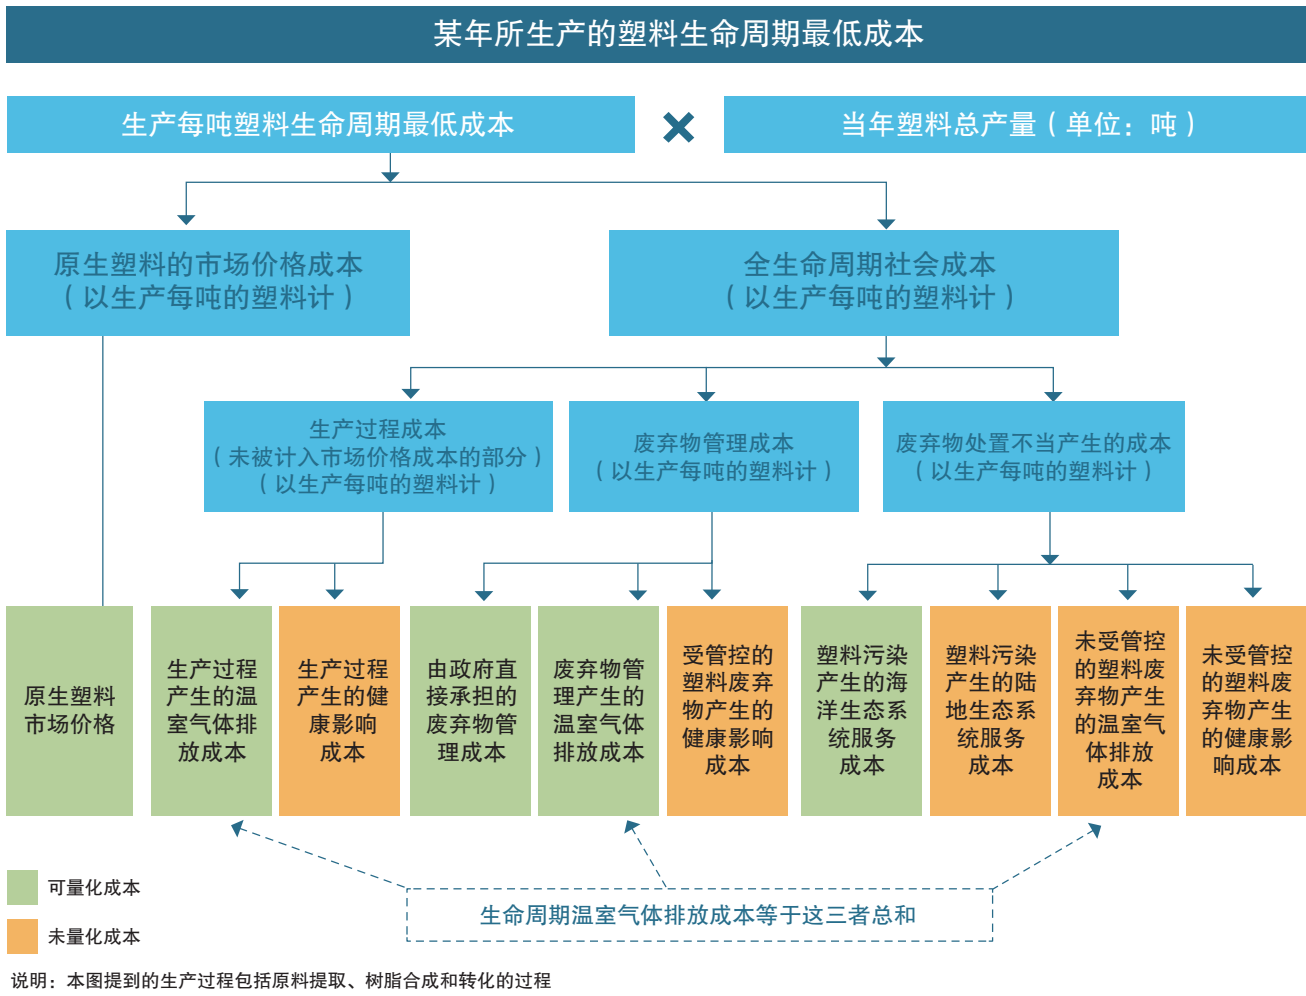 某年所生产的塑料生命周期最低成本
生产每吨塑料生命周期最低成本
当年塑料总产量（单位：吨）
原生塑料的市场价格成本
（以生产每吨的塑料计）
全生命周期社会成本
（以生产每吨的塑料计）
生产过程成本
（未被计入市场价格成本的部分）
（以生产每吨的塑料计）
废弃物管理成本
（以生产每吨的塑料计）
废弃物处置不当产生的成本
（以生产每吨的塑料计）
原生塑料
市场价格
生产过程
产生的温
室气体排
放成本
生产过程
产生的健
康影响
成本
由政府直
接承担的
废弃物管
理成本
废弃物管
理产生的
温室气体
排放成本
受管控的
塑料废弃
物产生的
健康影响
成本
塑料污染
产生的海
洋生态系
统服务
成本
塑料污染
产生的陆
地生态系
统服务
成本
未受管控
的塑料废
弃物产生
的温室气
体排放
成本
未受管控
的塑料废
弃物产生
的健康影
响成本
可量化成本
未量化成本
生命周期温室气体排放成本等于这三者总和
说明：本图提到的生产过程包括原料提取、树脂合成和转化的过程